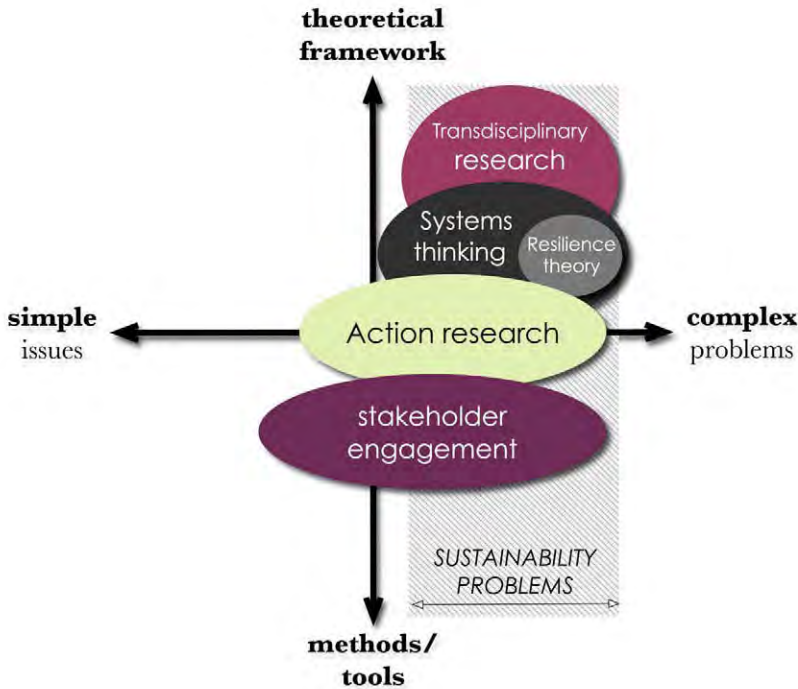 theoretical
framework
Transdisciplinary
research
Systems
thinking
Resilience
theory
simple
issues
Action research
complex
problems
stakeholder
engagement
SUSTAINABILITY
PROBLEMS
methods/
tools